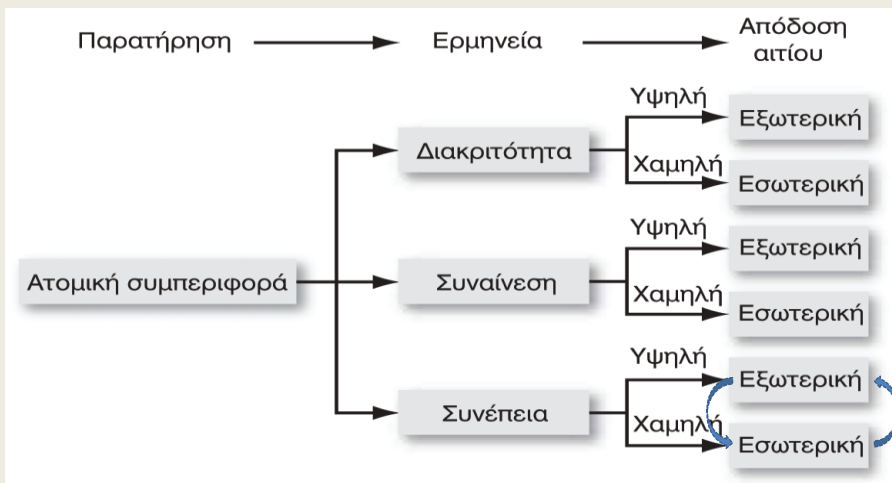 Παρατήρηση
Ερμηνεία
Απόδοση
αιτίου
Υψηλή
Εξωτερική
Διακριτότητα
Χαμηλή
Εσωτερική
Υψηλή
Εξωτερική
Ατομική συμπεριφορά
Συναίνεση
Χαμηλή
Εσωτερική
Υψηλή
Εξωτερική
Συνέπεια
Χαμηλή
Εσωτερική